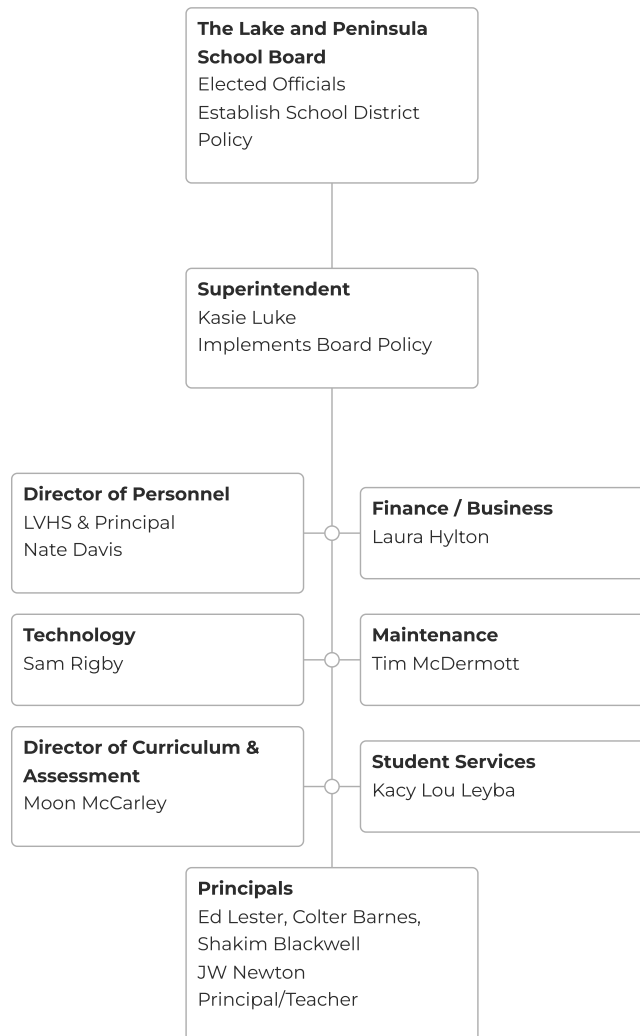 The Lake and Peninsula
School Board
Elected Officials
Establish School District
Policy
Superintendent
Kasie Luke
Implements Board Policy
Director of Personnel
LVHS & Principal
Nate Davis
Finance / Business
Laura Hylton
Technology
Sam Rigby
Maintenance
Tim McDermott
Director of Curriculum &
Assessment
Moon McCarley
Student Services
Kacy Lou Leyba
Principals
Ed Lester, Colter Barnes,
Shakim Blackwell
JW Newton
Principal/Teacher